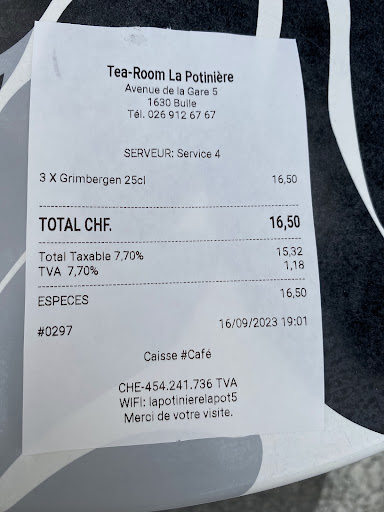 Tea-Room La Potinière
Avenue de la Gare 5
1630 Bulle
Tél. 026 912 67 67
SERVEUR: Service 4
3 X Grimbergen 25cl 16,50
TOTAL CHF. 16,50
Total Taxable 7,70% 15,32
TVA 7,70% 1,18
ESPECES 16,50
#0297 16/09/2023 19:01
Caisse #Café
CHE-454.241.736 TVA
WIFI: lapotinierelapot5
Merci de votre visite.